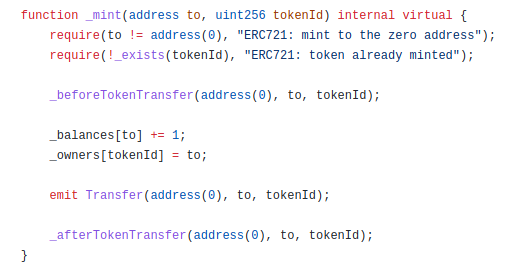 function _mint(address to, uint256 tokenId) internal virtual {
require(to != address(0), "ERC721: mint to the zero address");
require(!_exists(tokenId), "ERC721: token already minted");
_beforeTokenTransfer(address(0), to, tokenId);
_balances[to] += 1;
_owners[tokenId] = to;
emit Transfer(address(0), to, tokenId);
_afterTokenTransfer(address(0), to, tokenId);
}